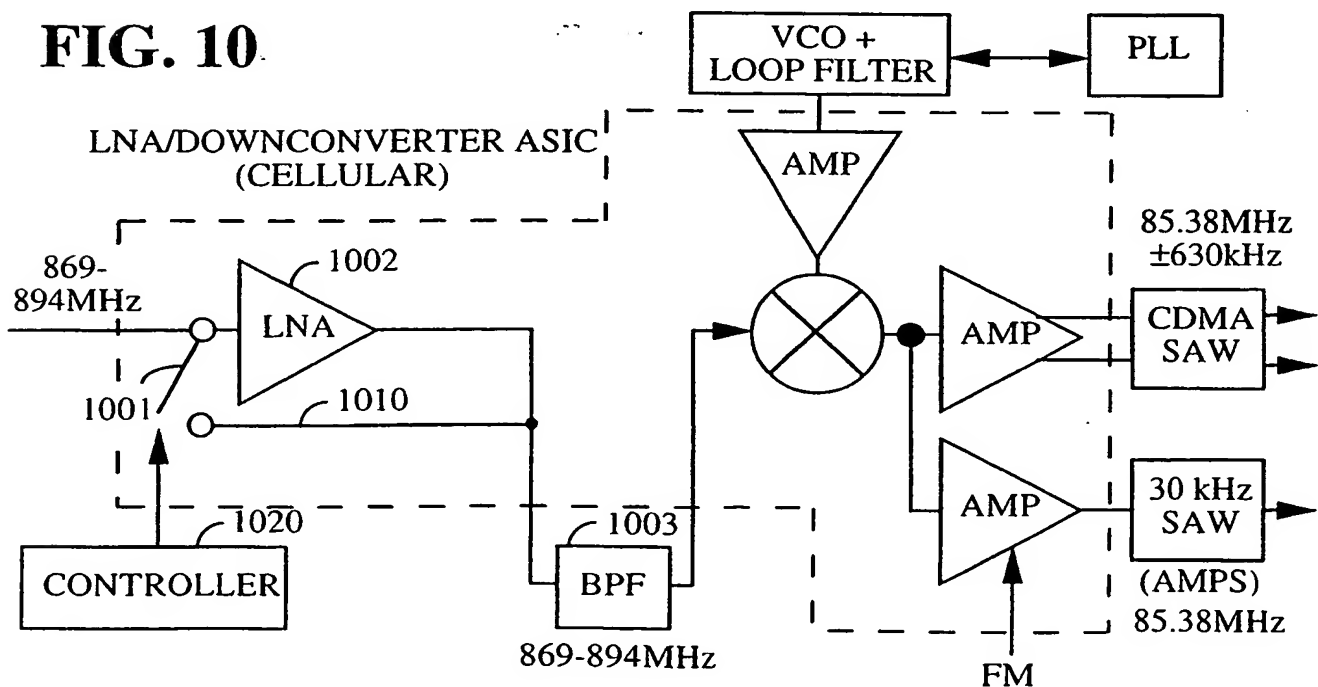 FIG. 10
VCO +
LOOP FILTER
PLL
LNA/DOWNCONVERTER ASIC
(CELLULAR)
AMP
869-
894MHz
1002
LNA
1001
1010
85.38MHz
±630kHz
AMP
CDMA
SAW
1020
CONTROLLER
1003
BPF
869-894MHz
AMP
30 kHz
SAW
(AMPS)
85.38MHz
FM